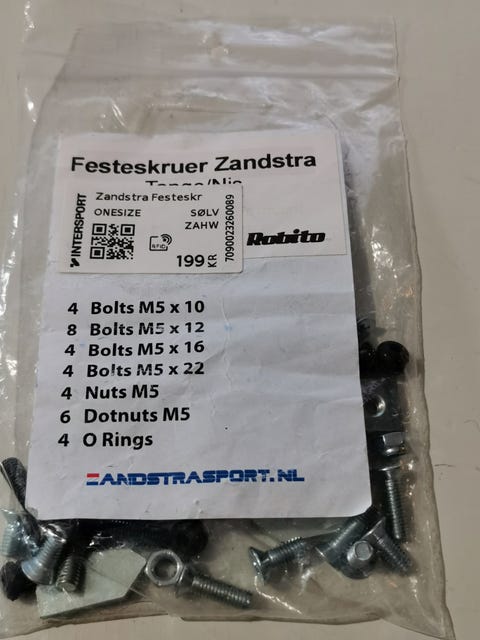 Festeskruer Zandstra
INTERSPORT
Zandstra Festeskr
ONESIZE SØLV
ZAHW
RFID
199 KR
7090023260089
Robito
4 Bolts M5 x 10
8 Bolts M5 x 12
4 Bolts M5 x 16
4 Bolts M5 x 22
4 Nuts M5
6 Dotnuts M5
4 O Rings
ZANDSTRASPORT.NL